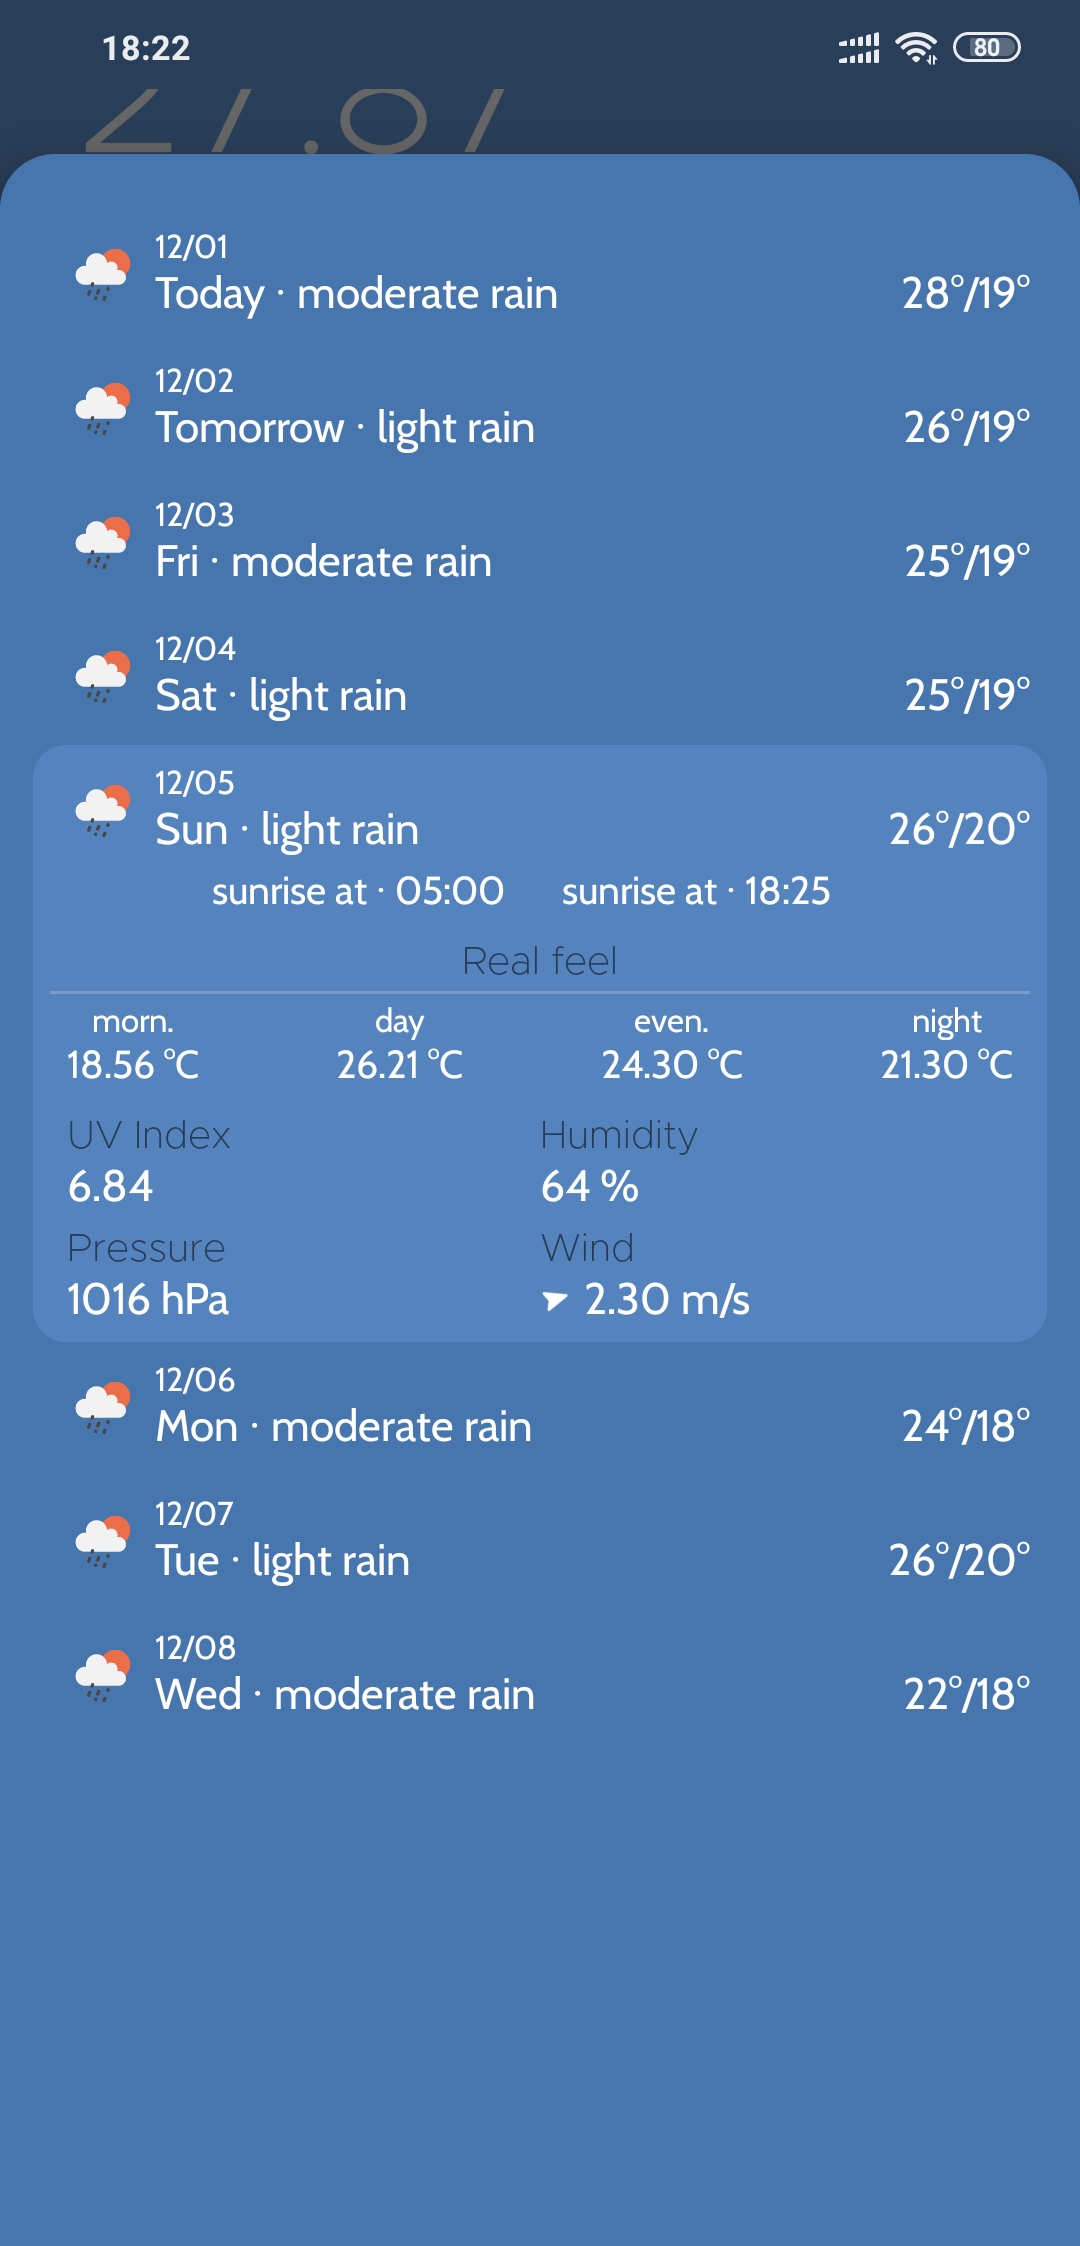 18:22
80
12/01
Today · moderate rain 28°/19°
12/02
Tomorrow · light rain 26°/19°
12/03
Fri · moderate rain 25°/19°
12/04
Sat · light rain 25°/19°
12/05
Sun · light rain 26°/20°
sunrise at · 05:00 sunrise at · 18:25
Real feel
morn. day even. night
18.56 °C 26.21 °C 24.30 °C 21.30 °C
UV Index Humidity
6.84 64 %
Pressure Wind
1016 hPa 2.30 m/s
12/06
Mon · moderate rain 24°/18°
12/07
Tue · light rain 26°/20°
12/08
Wed · moderate rain 22°/18°